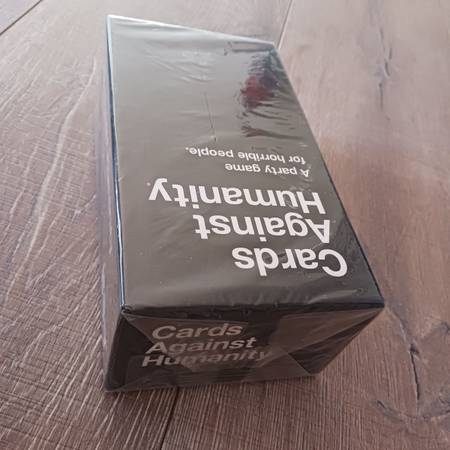 Cards
Against
Humanity
A party game
for horrible people.
Cards
Against
Humanity